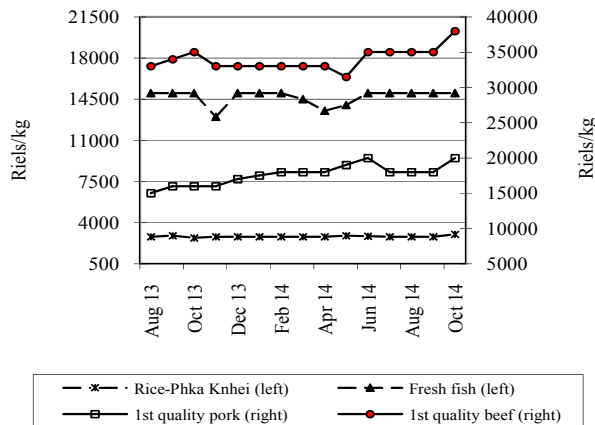 21500 40000
18000 35000
30000
14500
25000
11000
20000
7500 15000
4000 10000
500 5000
Riels/kg
Riels/kg
Aug 13
Oct 13
Dec 13
Feb 14
Apr 14
Jun 14
Aug 14
Oct 14
Rice-Phka Knhei (left) Fresh fish (left)
1st quality pork (right) 1st quality beef (right)